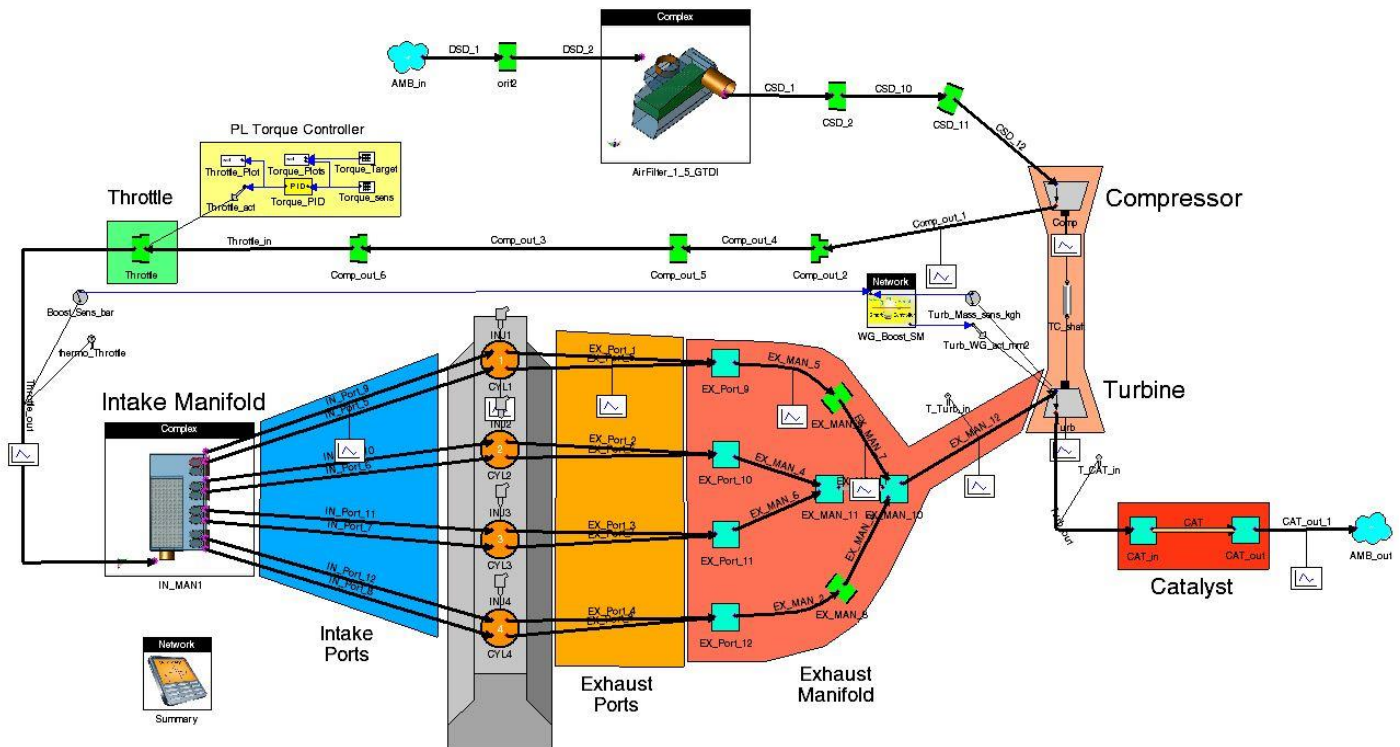 Complex
DSD_1
DSD_2
AMB_in
orif2
CSD_1
CSD_10
CSD_2
CSD_11
CSD_12
AirFilter_1_5_GTDI
PL Torque Controller
Throttle_Plot
Torque_Plots
Torque_Target
PID
Throttle_act
Torque_PID
Torque_sens
Throttle
Compressor
Comp
Comp_out_1
Throttle_in
Comp_out_3
Comp_out_4
Throttle
Comp_out_6
Comp_out_5
Comp_out_2
Network
Boost_Sens_bar
Turb_Mass_sens_kgh
TC_shaft
WG_Boost_SM
Turb_WG_act_mm2
thermo_Throttle
Throttle_out
Intake Manifold
Complex
IN_MAN1
IN_Port_9
IN_Port_5
IN_Port_6
IN_Port_11
IN_Port_7
IN_Port_12
IN_Port_8
Intake
Ports
INJ1
1
CYL1
INJ2
2
CYL2
INJ3
3
CYL3
INJ4
4
CYL4
EX_Port_1
EX_Port_2
EX_Port_3
EX_Port_4
Exhaust
Ports
EX_Port_9
EX_Port_10
EX_Port_11
EX_Port_12
EX_MAN_5
EX_MAN_7
EX_MAN_4
EX_MAN_6
EX_MAN_11
EX_MAN_10
EX_MAN_2
EX_MAN_8
EX_MAN_12
Exhaust
Manifold
T_Turb_in
Turbine
Turb
T_CAT_in
CAT
CAT_in
CAT_out
CAT_out_1
AMB_out
Catalyst
Network
Summary